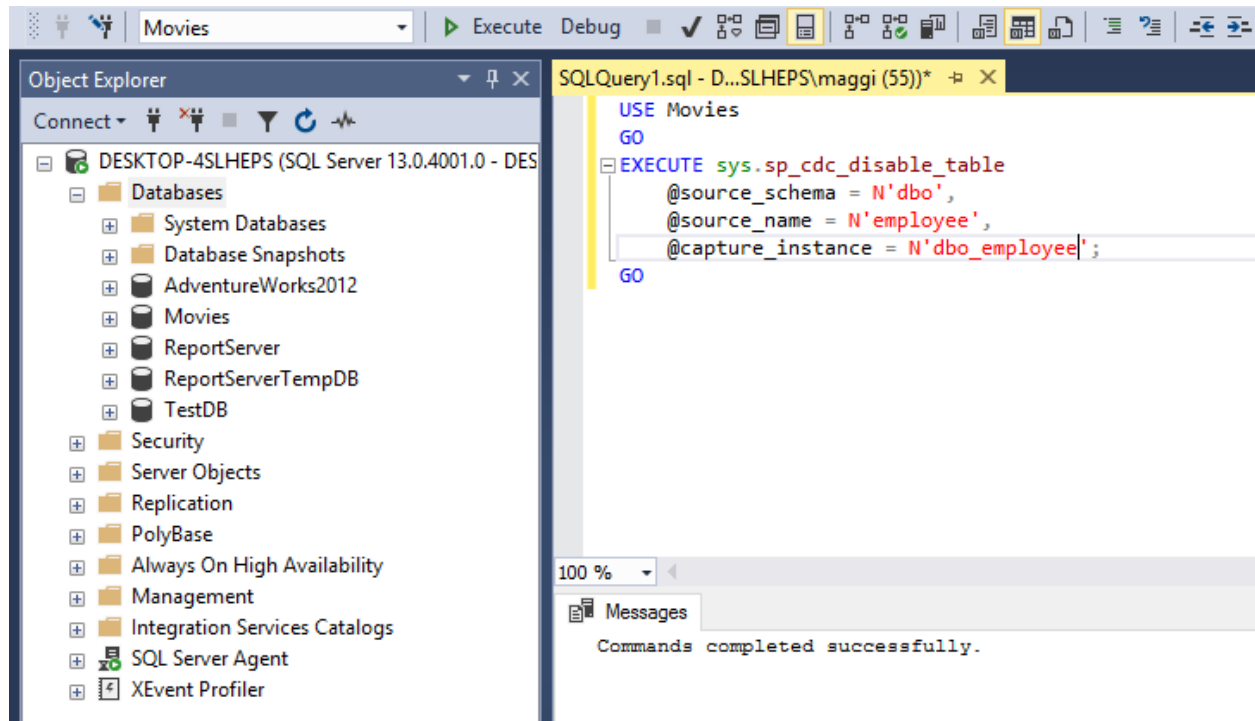 Movies
Execute Debug
Object Explorer
SQLQuery1.sql - D...SLHEPS\maggi (55))*
Connect
DESKTOP-4SLHEPS (SQL Server 13.0.4001.0 - DES
Databases
System Databases
Database Snapshots
AdventureWorks2012
Movies
ReportServer
ReportServerTempDB
TestDB
Security
Server Objects
Replication
PolyBase
Always On High Availability
Management
Integration Services Catalogs
SQL Server Agent
XEvent Profiler
USE Movies
GO
EXECUTE sys.sp_cdc_disable_table
@source_schema = N'dbo',
@source_name = N'employee',
@capture_instance = N'dbo_employee';
GO
100 %
Messages
Commands completed successfully.